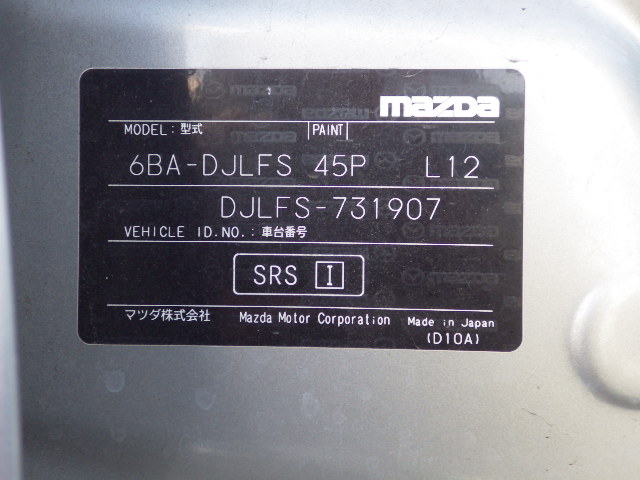 mazda
MODEL: 型式 PAINT
6BA-DJLFS 45P L12
DJLFS-731907
VEHICLE ID.NO.: 車台番号
SRS I
マツダ株式会社 Mazda Motor Corporation Made in Japan
(D10A)